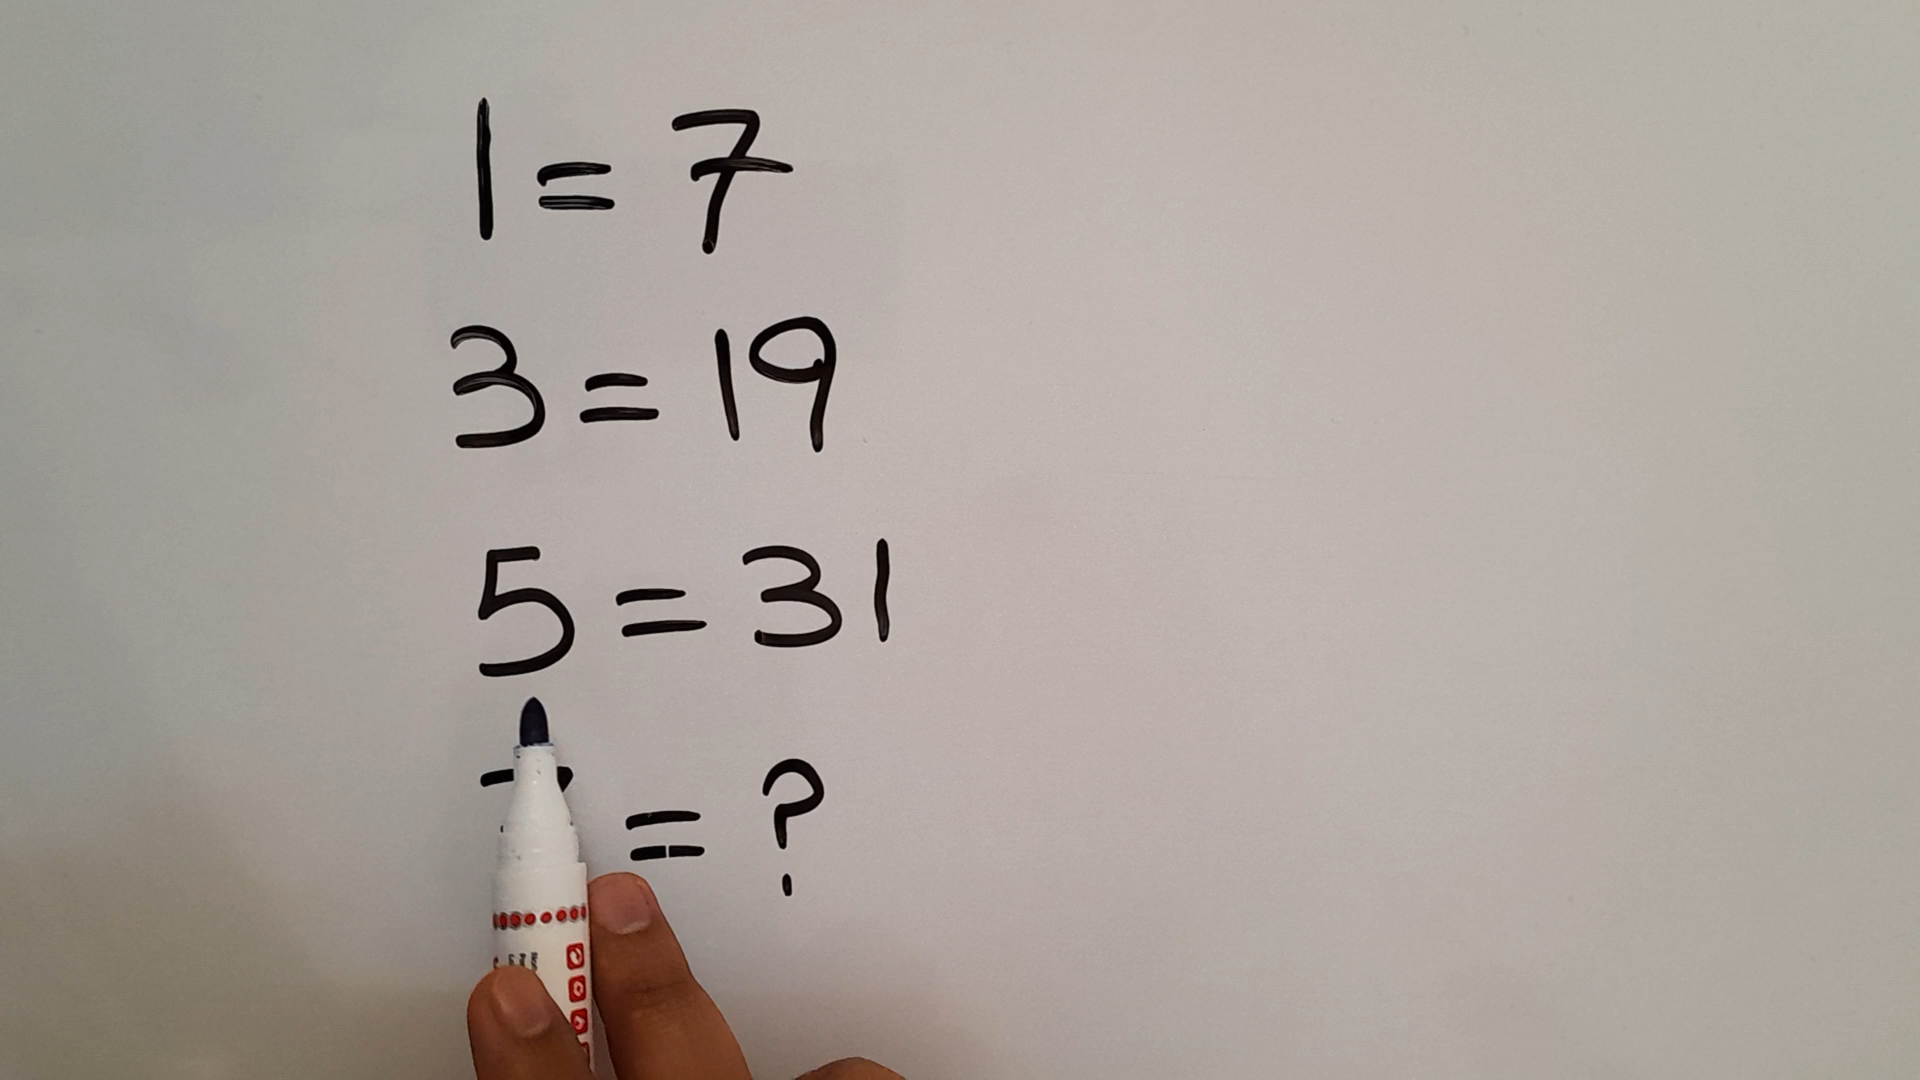 1 = 7
3 = 19
5 = 31
= ?